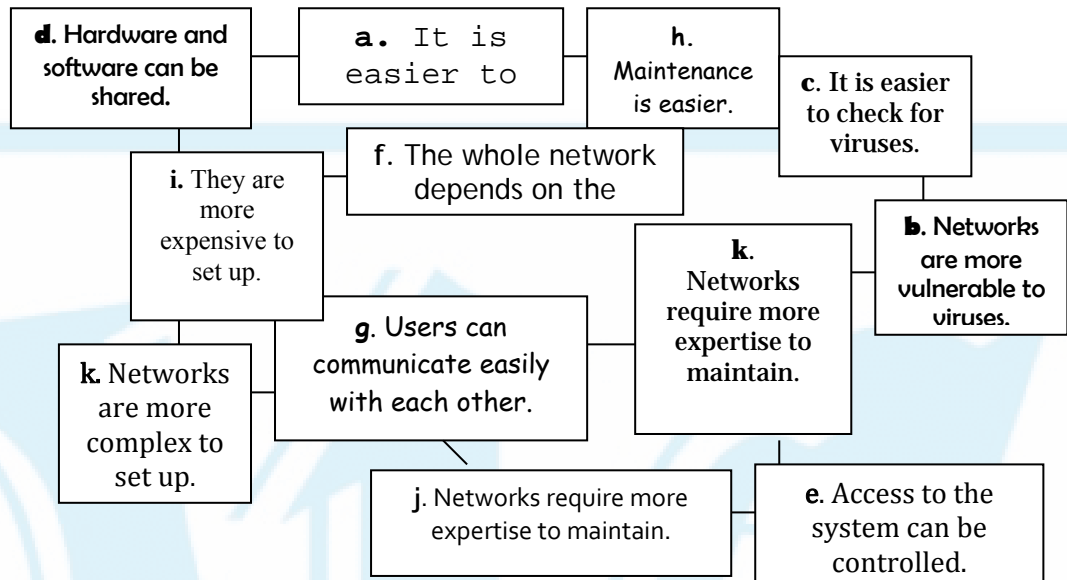 d. Hardware and
software can be
shared.
a. It is
easier to
h.
Maintenance
is easier.
c. It is easier
to check for
viruses.
f. The whole network
depends on the
i. They are
more
expensive to
set up.
b. Networks
are more
vulnerable to
viruses.
k.
Networks
require more
expertise to
maintain.
g. Users can
communicate easily
with each other.
k. Networks
are more
complex to
set up.
j. Networks require more
expertise to maintain.
e. Access to the
system can be
controlled.